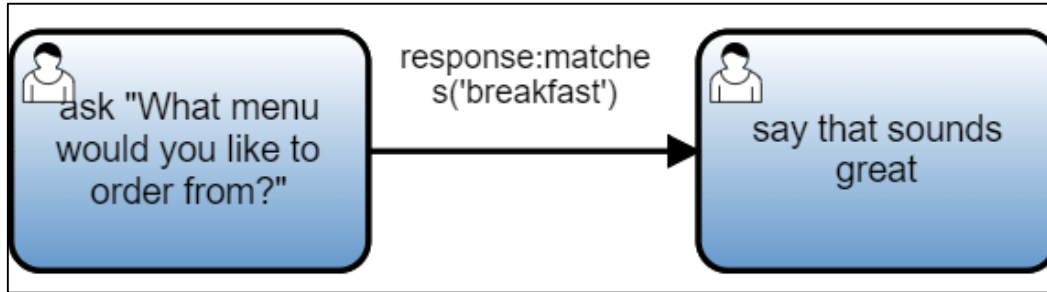 ask "What menu
would you like to
order from?"
response:matche
s('breakfast')
say that sounds
great